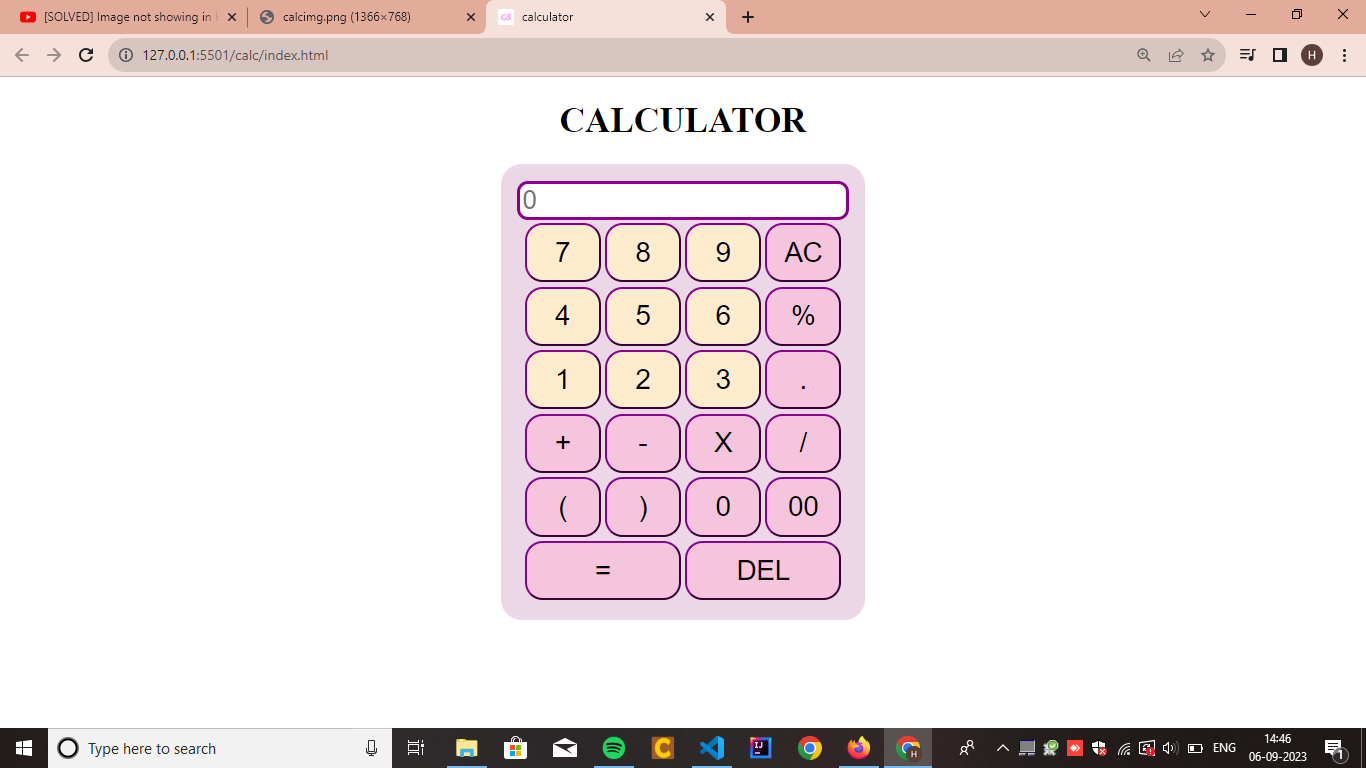 [SOLVED] Image not showing in
calcimg.png (1366×768)
CS
calculator
127.0.0.1:5501/calc/index.html
H
CALCULATOR
0
7 8 9 AC
4 5 6 %
1 2 3 .
+ - X /
( ) 0 00
= DEL
Type here to search
C
IJ
H
ENG
14:46
06-09-2023
1